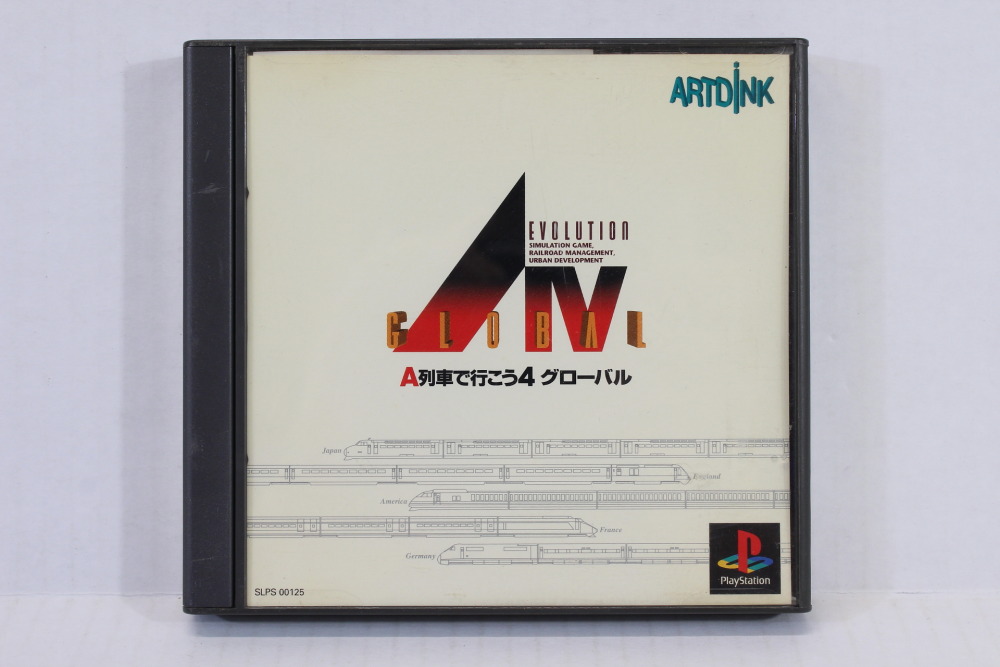 ARTDINK
EVOLUTION
SIMULATION GAME,
RAILROAD MANAGEMENT,
URBAN DEVELOPMENT
AIV
GLOBAL
A列車で行こう4 グローバル
Japan
England
America
France
Germany
SLPS 00125
PlayStation